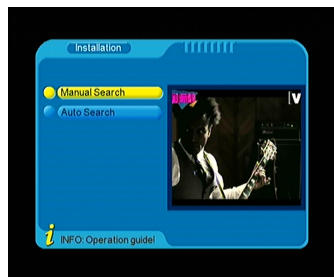 Installation
Manual Search
Auto Search
V
INFO: Operation guide!